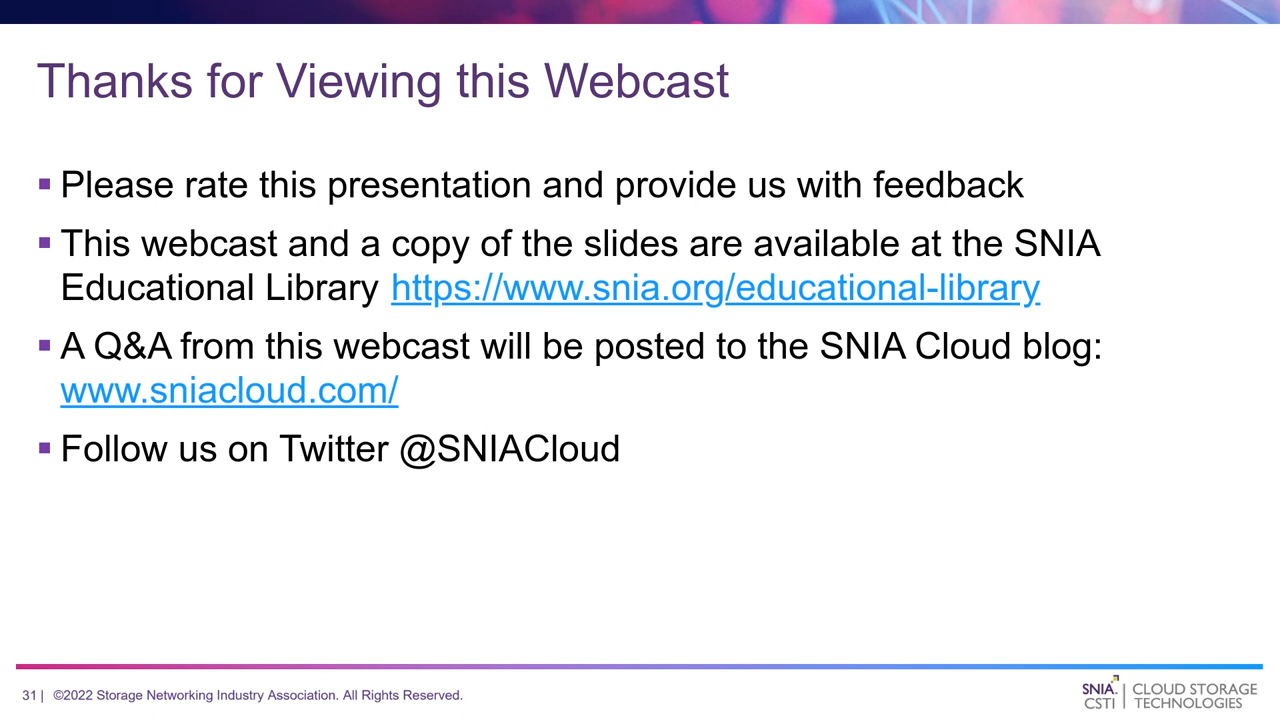 Thanks for Viewing this Webcast
▪ Please rate this presentation and provide us with feedback
▪ This webcast and a copy of the slides are available at the SNIA
Educational Library https://www.snia.org/educational-library
▪ A Q&A from this webcast will be posted to the SNIA Cloud blog:
www.sniacloud.com/
▪ Follow us on Twitter @SNIACloud
31 | ©2022 Storage Networking Industry Association. All Rights Reserved.
SNIA. | CLOUD STORAGE
CSTI | TECHNOLOGIES